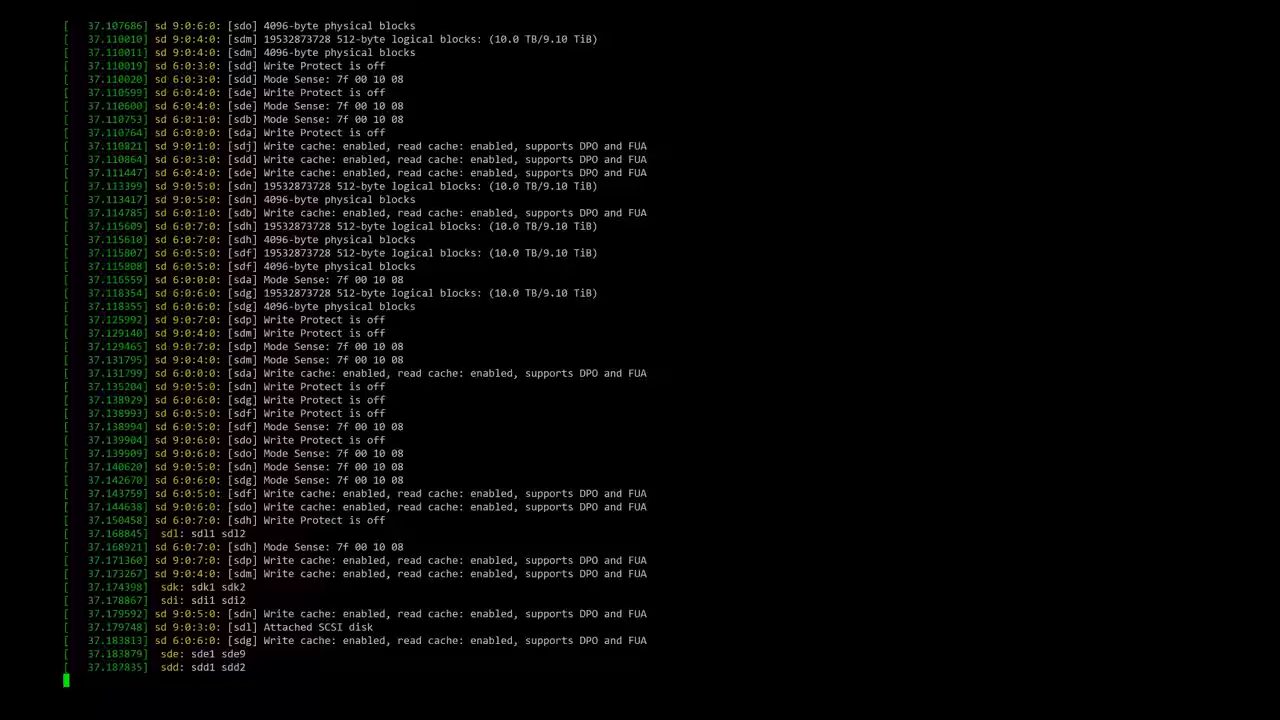 [   37.107686] sd 9:0:6:0: [sdo] 4096-byte physical blocks
[   37.110010] sd 9:0:4:0: [sdm] 19532873728 512-byte logical blocks: (10.0 TB/9.10 TiB)
[   37.110011] sd 9:0:4:0: [sdm] 4096-byte physical blocks
[   37.110019] sd 6:0:3:0: [sdd] Write Protect is off
[   37.110020] sd 6:0:3:0: [sdd] Mode Sense: 7f 00 10 08
[   37.110599] sd 6:0:4:0: [sde] Write Protect is off
[   37.110600] sd 6:0:4:0: [sde] Mode Sense: 7f 00 10 08
[   37.110753] sd 6:0:1:0: [sdb] Mode Sense: 7f 00 10 08
[   37.110764] sd 6:0:0:0: [sda] Write Protect is off
[   37.110821] sd 9:0:1:0: [sdj] Write cache: enabled, read cache: enabled, supports DPO and FUA
[   37.110864] sd 6:0:3:0: [sdd] Write cache: enabled, read cache: enabled, supports DPO and FUA
[   37.111447] sd 6:0:4:0: [sde] Write cache: enabled, read cache: enabled, supports DPO and FUA
[   37.113399] sd 9:0:5:0: [sdn] 19532873728 512-byte logical blocks: (10.0 TB/9.10 TiB)
[   37.113417] sd 9:0:5:0: [sdn] 4096-byte physical blocks
[   37.114785] sd 6:0:1:0: [sdb] Write cache: enabled, read cache: enabled, supports DPO and FUA
[   37.115609] sd 6:0:7:0: [sdh] 19532873728 512-byte logical blocks: (10.0 TB/9.10 TiB)
[   37.115610] sd 6:0:7:0: [sdh] 4096-byte physical blocks
[   37.115807] sd 6:0:5:0: [sdf] 19532873728 512-byte logical blocks: (10.0 TB/9.10 TiB)
[   37.115808] sd 6:0:5:0: [sdf] 4096-byte physical blocks
[   37.116559] sd 6:0:0:0: [sda] Mode Sense: 7f 00 10 08
[   37.118354] sd 6:0:6:0: [sdg] 19532873728 512-byte logical blocks: (10.0 TB/9.10 TiB)
[   37.118355] sd 6:0:6:0: [sdg] 4096-byte physical blocks
[   37.125992] sd 9:0:7:0: [sdp] Write Protect is off
[   37.129140] sd 9:0:4:0: [sdm] Write Protect is off
[   37.129465] sd 9:0:7:0: [sdp] Mode Sense: 7f 00 10 08
[   37.131795] sd 9:0:4:0: [sdm] Mode Sense: 7f 00 10 08
[   37.131799] sd 6:0:0:0: [sda] Write cache: enabled, read cache: enabled, supports DPO and FUA
[   37.135204] sd 9:0:5:0: [sdn] Write Protect is off
[   37.138929] sd 6:0:6:0: [sdg] Write Protect is off
[   37.138993] sd 6:0:5:0: [sdf] Write Protect is off
[   37.138994] sd 6:0:5:0: [sdf] Mode Sense: 7f 00 10 08
[   37.139904] sd 9:0:6:0: [sdo] Write Protect is off
[   37.139909] sd 9:0:6:0: [sdo] Mode Sense: 7f 00 10 08
[   37.140620] sd 9:0:5:0: [sdn] Mode Sense: 7f 00 10 08
[   37.142670] sd 6:0:6:0: [sdg] Mode Sense: 7f 00 10 08
[   37.143759] sd 6:0:5:0: [sdf] Write cache: enabled, read cache: enabled, supports DPO and FUA
[   37.144638] sd 9:0:6:0: [sdo] Write cache: enabled, read cache: enabled, supports DPO and FUA
[   37.150458] sd 6:0:7:0: [sdh] Write Protect is off
[   37.168845]  sdl: sdl1 sdl2
[   37.168921] sd 6:0:7:0: [sdh] Mode Sense: 7f 00 10 08
[   37.171360] sd 9:0:7:0: [sdp] Write cache: enabled, read cache: enabled, supports DPO and FUA
[   37.173267] sd 9:0:4:0: [sdm] Write cache: enabled, read cache: enabled, supports DPO and FUA
[   37.174398]  sdk: sdk1 sdk2
[   37.178867]  sdi: sdi1 sdi2
[   37.179592] sd 9:0:5:0: [sdn] Write cache: enabled, read cache: enabled, supports DPO and FUA
[   37.179748] sd 9:0:3:0: [sdl] Attached SCSI disk
[   37.183813] sd 6:0:6:0: [sdg] Write cache: enabled, read cache: enabled, supports DPO and FUA
[   37.183879]  sde: sde1 sde9
[   37.187835]  sdd: sdd1 sdd2